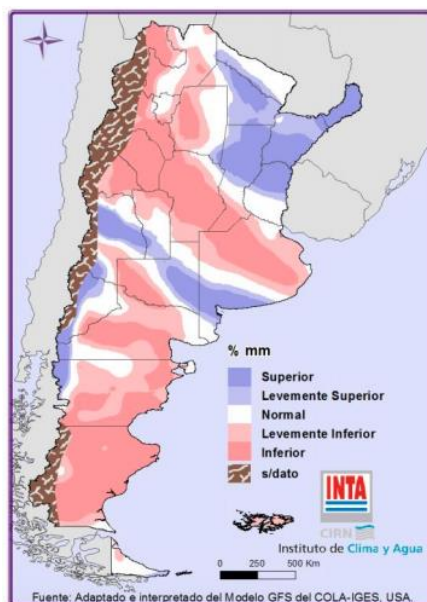 % mm
Superior
Levemente Superior
Normal
Levemente Inferior
Inferior
s/dato
INTA
CIRN
Instituto de Clima y Agua
0 250 500 Km
Fuente: Adaptado e interpretado del Modelo GFS del COLA-IGES, USA.